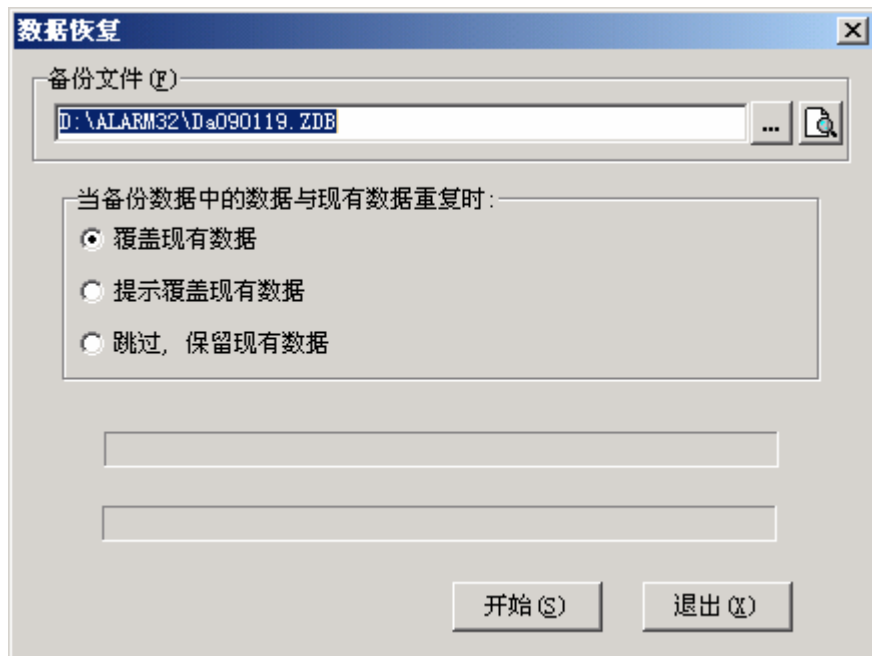 数据恢复
备份文件(F)
D:\ALARM32\Da090119.ZDB
...
当备份数据中的数据与现有数据重复时:
覆盖现有数据
提示覆盖现有数据
跳过, 保留现有数据
开始(S)
退出(X)